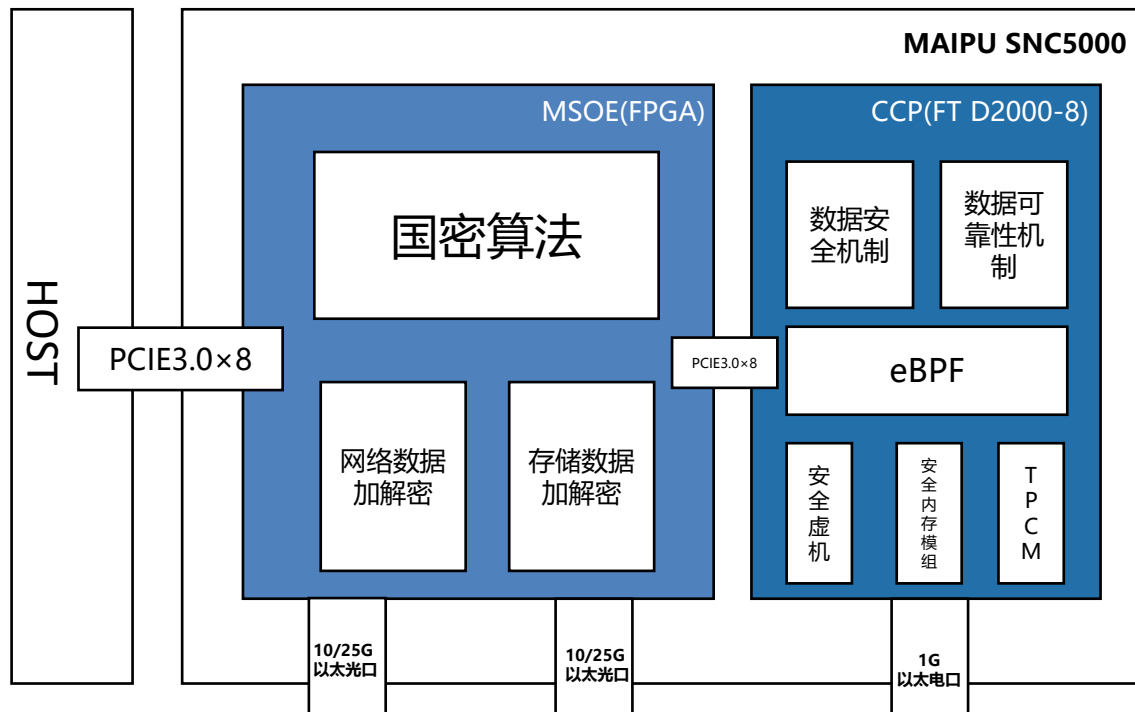 MAIPU SNC5000
HOST
PCIE3.0×8
MSOE(FPGA)
国密算法
网络数据
加解密
存储数据
加解密
PCIE3.0×8
CCP(FT D2000-8)
数据安
全机制
数据可
靠性机
制
eBPF
安
全
虚
机
安
全
内
存
模
组
T
P
C
M
10/25G
以太光口
10/25G
以太光口
1G
以太电口